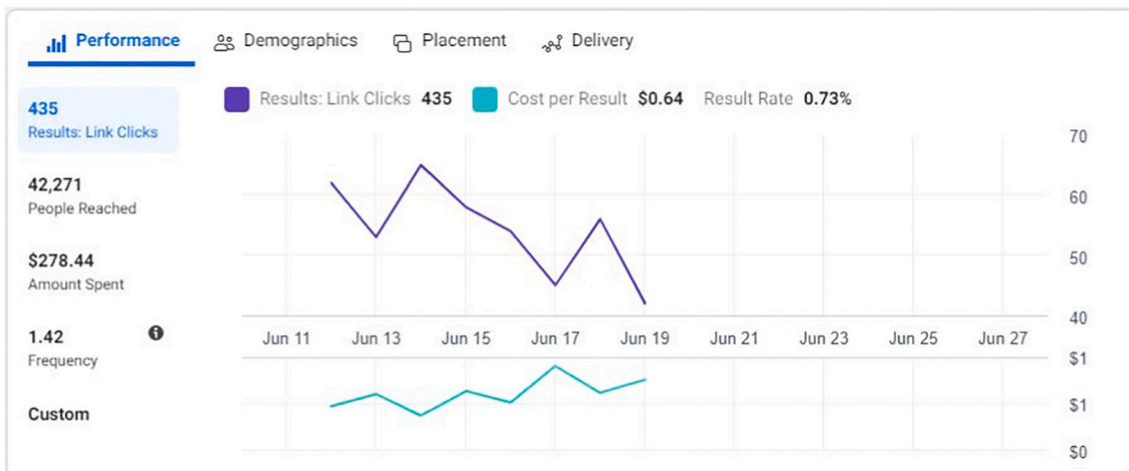 Performance Demographics Placement Delivery
435
Results: Link Clicks
42,271
People Reached
$278.44
Amount Spent
1.42
Frequency
Custom
Results: Link Clicks 435 Cost per Result $0.64 Result Rate 0.73%
70
60
50
40
Jun 11 Jun 13 Jun 15 Jun 17 Jun 19 Jun 21 Jun 23 Jun 25 Jun 27
$1
$1
$0